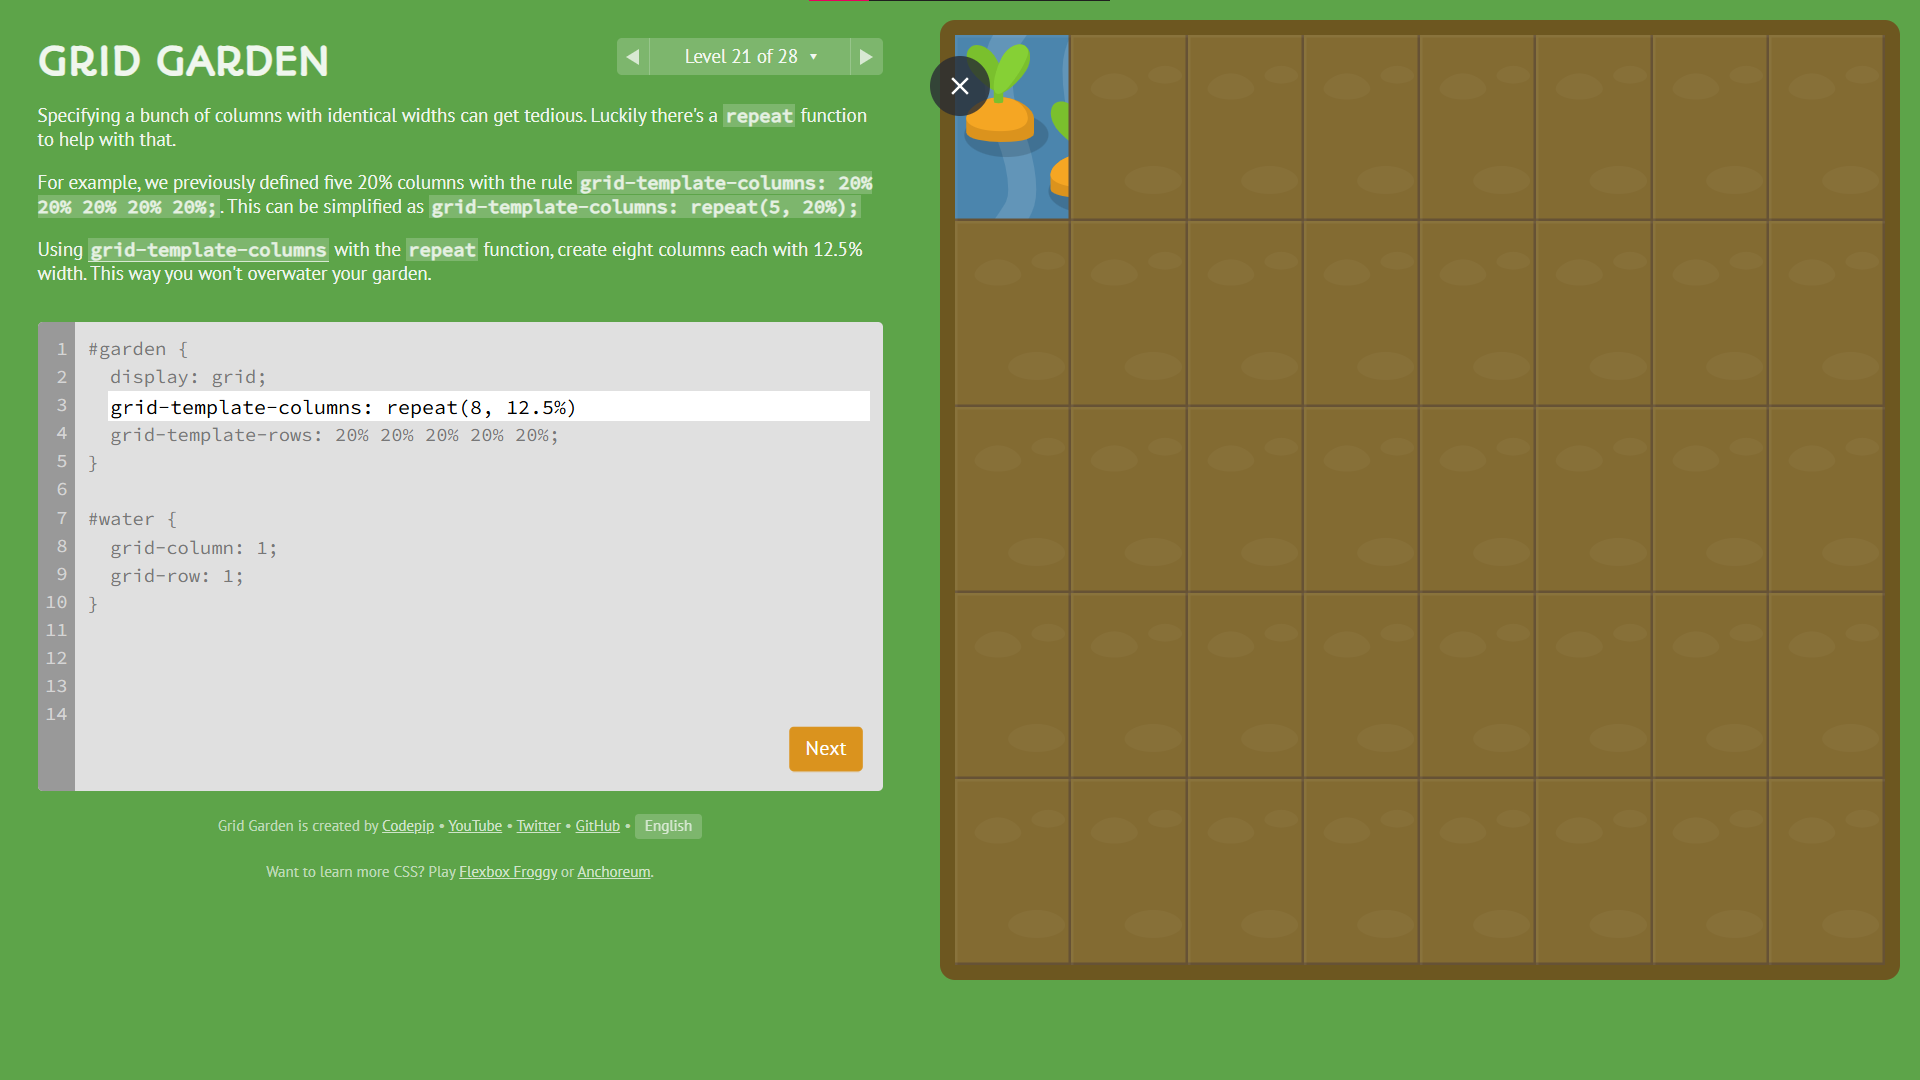 GRID GARDEN
◀ Level 21 of 28 ▾ ▶
Specifying a bunch of columns with identical widths can get tedious. Luckily there's a repeat function
to help with that.
For example, we previously defined five 20% columns with the rule grid-template-columns: 20%
20% 20% 20% 20%;. This can be simplified as grid-template-columns: repeat(5, 20%);
Using grid-template-columns with the repeat function, create eight columns each with 12.5%
width. This way you won't overwater your garden.
1 #garden {
2 display: grid;
3 grid-template-columns: repeat(8, 12.5%)
4 grid-template-rows: 20% 20% 20% 20% 20%;
5 }
6
7 #water {
8 grid-column: 1;
9 grid-row: 1;
10 }
11
12
13
14
Next
Grid Garden is created by Codepip • YouTube • Twitter • GitHub • English
Want to learn more CSS? Play Flexbox Froggy or Anchoreum.